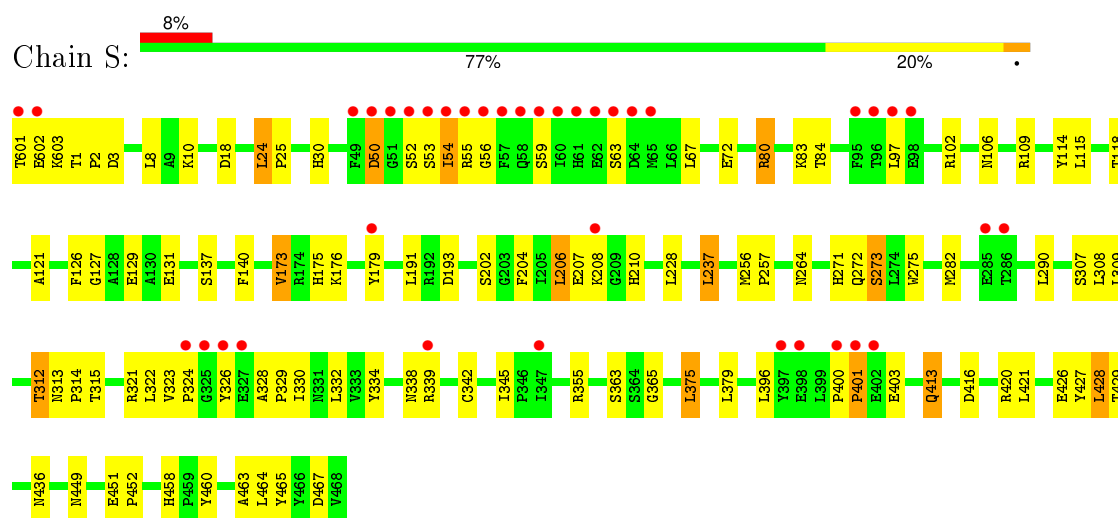 8%
Chain S:
77% 20% •
T601 E602 K603 T1 P2 D3 L8 A9 K10 D18 L24 P25 H30 F49 D50 G51 S52 S53 I54 R55 G56 F57 Q58 S59 I60 H61 E62 S63 D64 M65 L66 L67 E72 R80 K83 T84 F95 T96 L97 E98 R102 N106 R109 Y114 L115 T118
A121 F126 G127 A128 E129 A130 E131 S137 F140 V173 R174 H175 K176 Y179 L191 R192 D193 S202 G203 F204 I205 L206 E207 K208 G209 H210 L228 L237 M256 P257 N264 H271 Q272 S273 L274 W275 M282 E285 T286 L290 S307 L308 L309
T312 N313 P314 T315 R321 L322 V323 P324 G325 Y326 E327 A328 P329 I330 N331 L332 V333 Y334 N338 R339 C342 I345 P346 I347 R355 S363 S364 G365 L375 L379 L396 Y397 E398 L399 P400 P401 E402 E403 Q413 D416 R420 L421 E426 Y427 L428 T429
N436 N449 E451 P452 H458 P459 Y460 A463 L464 Y465 Y466 D467 V468